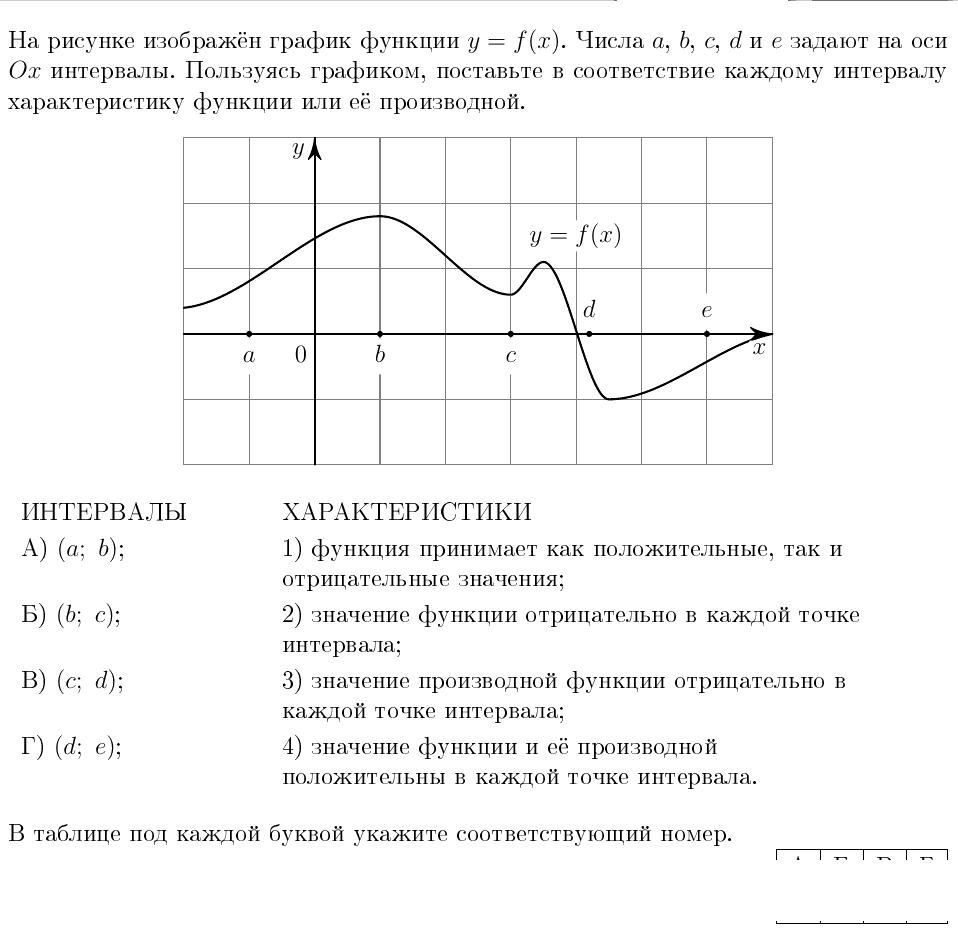 На рисунке изображён график функции y = f(x). Числа a, b, c, d и e задают на оси
Ox интервалы. Пользуясь графиком, поставьте в соответствие каждому интервалу
характеристику функции или её производной.
y
y = f(x)
d
e
a
0
b
c
x
ИНТЕРВАЛЫ
ХАРАКТЕРИСТИКИ
А) (a; b);
1) функция принимает как положительные, так и
отрицательные значения;
Б) (b; c);
2) значение функции отрицательно в каждой точке
интервала;
В) (c; d);
3) значение производной функции отрицательно в
каждой точке интервала;
Г) (d; e);
4) значение функции и её производной
положительны в каждой точке интервала.
В таблице под каждой буквой укажите соответствующий номер.